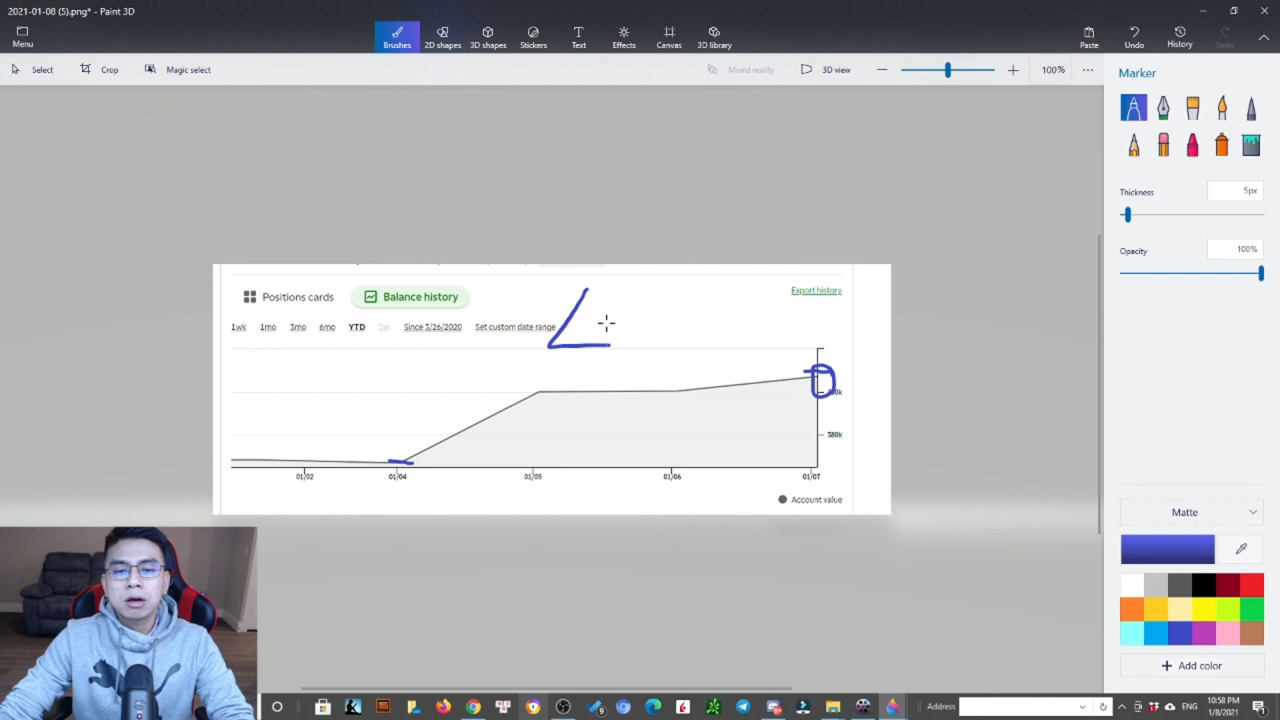 2021-01-08 (5).png* - Paint 3D
Menu
Brushes
2D shapes
3D shapes
Stickers
Text
Effects
Canvas
3D library
Paste
Undo
History
Redo
Select
Crop
Magic select
Mixed reality
3D view
100%
Marker
Thickness
5px
Opacity
100%
Positions cards
Balance history
Export history
1wk 1mo 3mo 6mo YTD 1yr Since 3/26/2020 Set custom date range
380k
01/02 01/04 01/05 01/06 01/07
Account value
Matte
Add color
Address
ENG
10:58 PM
1/8/2021